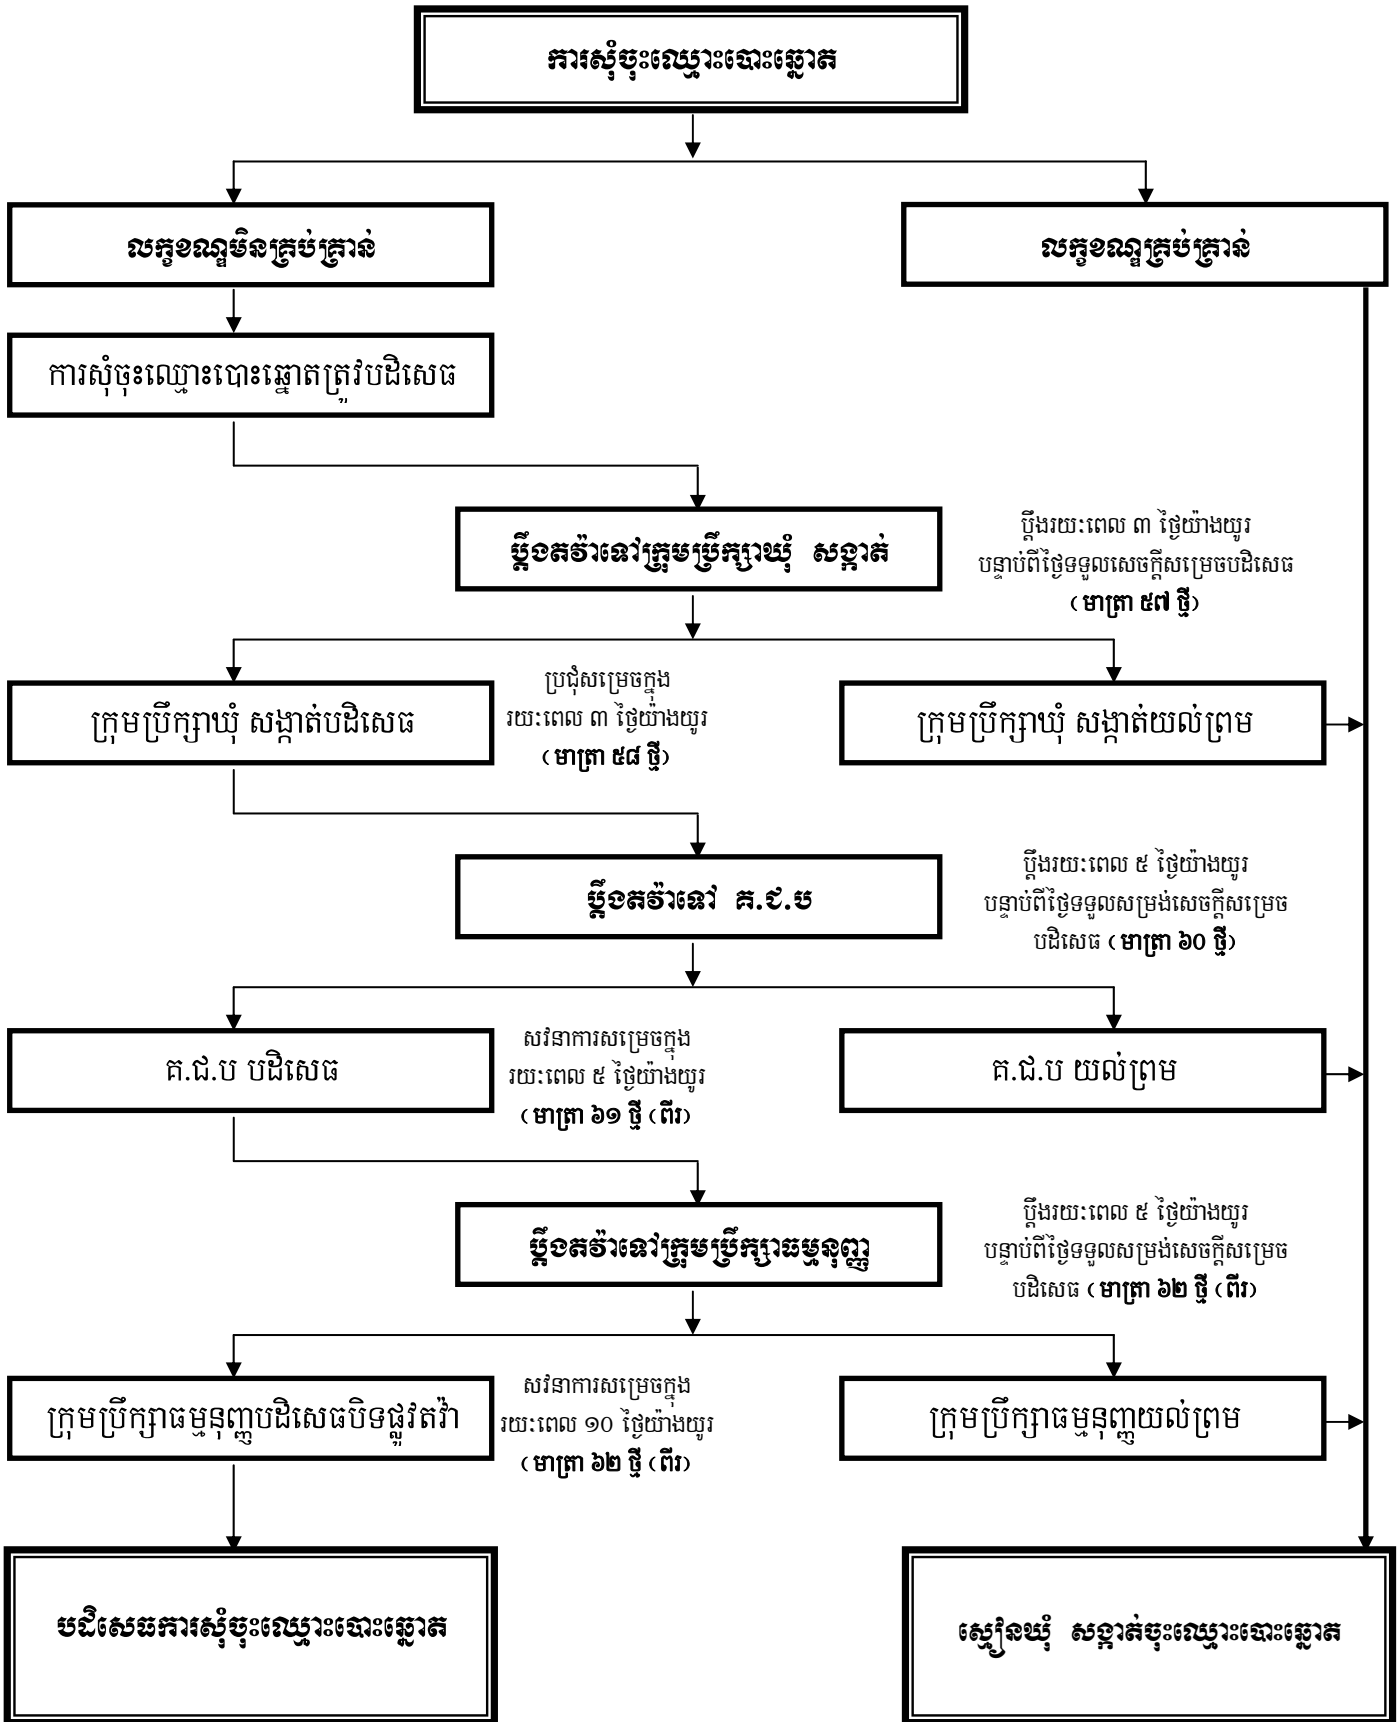 ការសុំចុះឈ្មោះបោះឆ្នោត
លក្ខខណ្ឌមិនគ្រប់គ្រាន់
លក្ខខណ្ឌគ្រប់គ្រាន់
ការសុំចុះឈ្មោះបោះឆ្នោតត្រូវបដិសេធ
ប្តឹងតវ៉ាទៅក្រុមប្រឹក្សាឃុំ សង្កាត់
ប្តឹងរយៈពេល ៣ ថ្ងៃយ៉ាងយូរ
បន្ទាប់ពីថ្ងៃទទួលសេចក្តីសម្រេចបដិសេធ
(មាត្រា ៥៧ ថ្មី)
ក្រុមប្រឹក្សាឃុំ សង្កាត់បដិសេធ
ប្រជុំសម្រេចក្នុង
រយៈពេល ៣ ថ្ងៃយ៉ាងយូរ
(មាត្រា ៥៨ ថ្មី)
ក្រុមប្រឹក្សាឃុំ សង្កាត់យល់ព្រម
ប្តឹងតវ៉ាទៅ គ.ជ.ប
ប្តឹងរយៈពេល ៥ ថ្ងៃយ៉ាងយូរ
បន្ទាប់ពីថ្ងៃទទួលសម្រង់សេចក្តីសម្រេច
បដិសេធ (មាត្រា ៦០ ថ្មី)
គ.ជ.ប បដិសេធ
សវនាការសម្រេចក្នុង
រយៈពេល ៥ ថ្ងៃយ៉ាងយូរ
(មាត្រា ៦១ ថ្មី (ពីរ)
គ.ជ.ប យល់ព្រម
ប្តឹងតវ៉ាទៅក្រុមប្រឹក្សាធម្មនុញ្ញ
ប្តឹងរយៈពេល ៥ ថ្ងៃយ៉ាងយូរ
បន្ទាប់ពីថ្ងៃទទួលសម្រង់សេចក្តីសម្រេច
បដិសេធ (មាត្រា ៦២ ថ្មី (ពីរ)
ក្រុមប្រឹក្សាធម្មនុញ្ញបដិសេធបិទផ្លូវតវ៉ា
សវនាការសម្រេចក្នុង
រយៈពេល ១០ ថ្ងៃយ៉ាងយូរ
(មាត្រា ៦២ ថ្មី (ពីរ)
ក្រុមប្រឹក្សាធម្មនុញ្ញយល់ព្រម
បដិសេធការសុំចុះឈ្មោះបោះឆ្នោត
ស្មៀនឃុំ សង្កាត់ចុះឈ្មោះបោះឆ្នោត